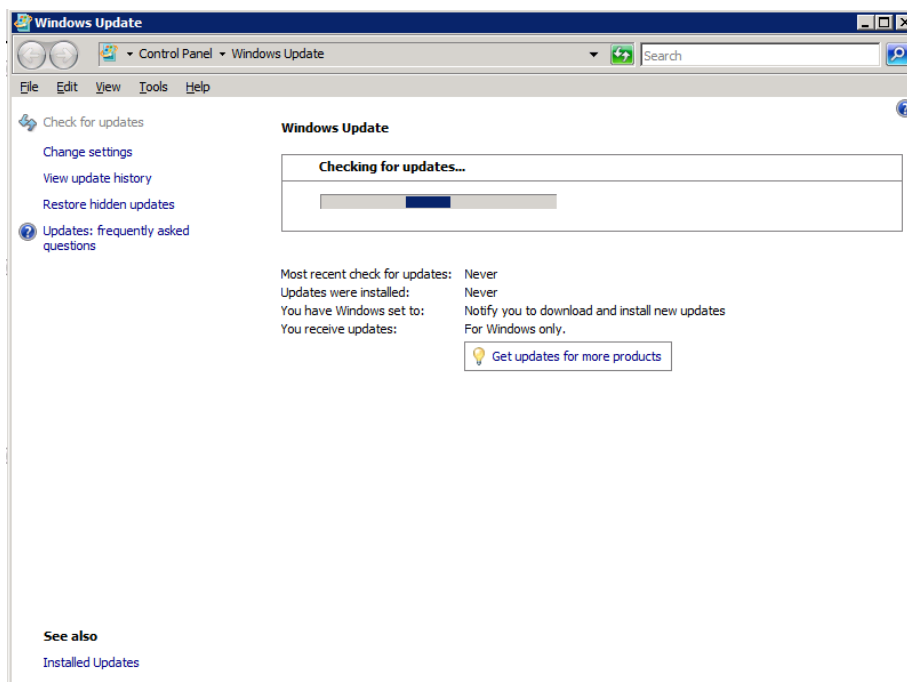 Windows Update
Control Panel Windows Update Search
File Edit View Tools Help
Check for updates
Change settings
View update history
Restore hidden updates
Updates: frequently asked
questions
Windows Update
Checking for updates...
Most recent check for updates: Never
Updates were installed: Never
You have Windows set to: Notify you to download and install new updates
You receive updates: For Windows only.
Get updates for more products
See also
Installed Updates